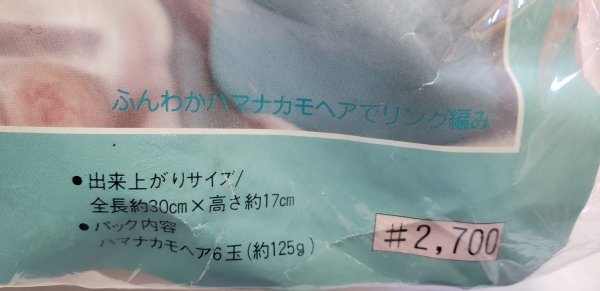 ふんわかハマナカモヘアでリング編み
●出来上がりサイズ/
全長約30cm×高さ約17cm
●パック内容
ハマナカモヘア6玉(約125g)
#2,700